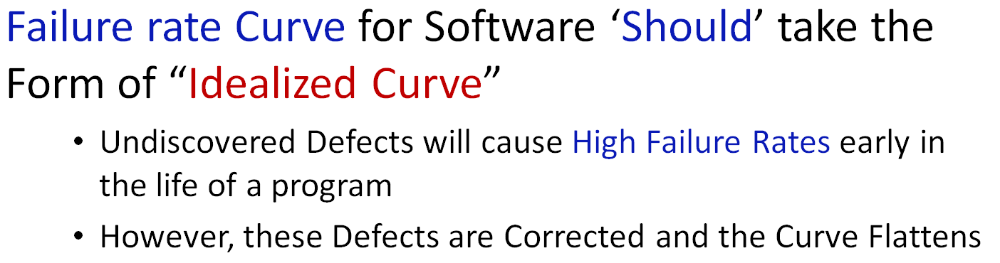 Failure rate Curve for Software ‘Should’ take the
Form of “Idealized Curve”
• Undiscovered Defects will cause High Failure Rates early in
the life of a program
• However, these Defects are Corrected and the Curve Flattens